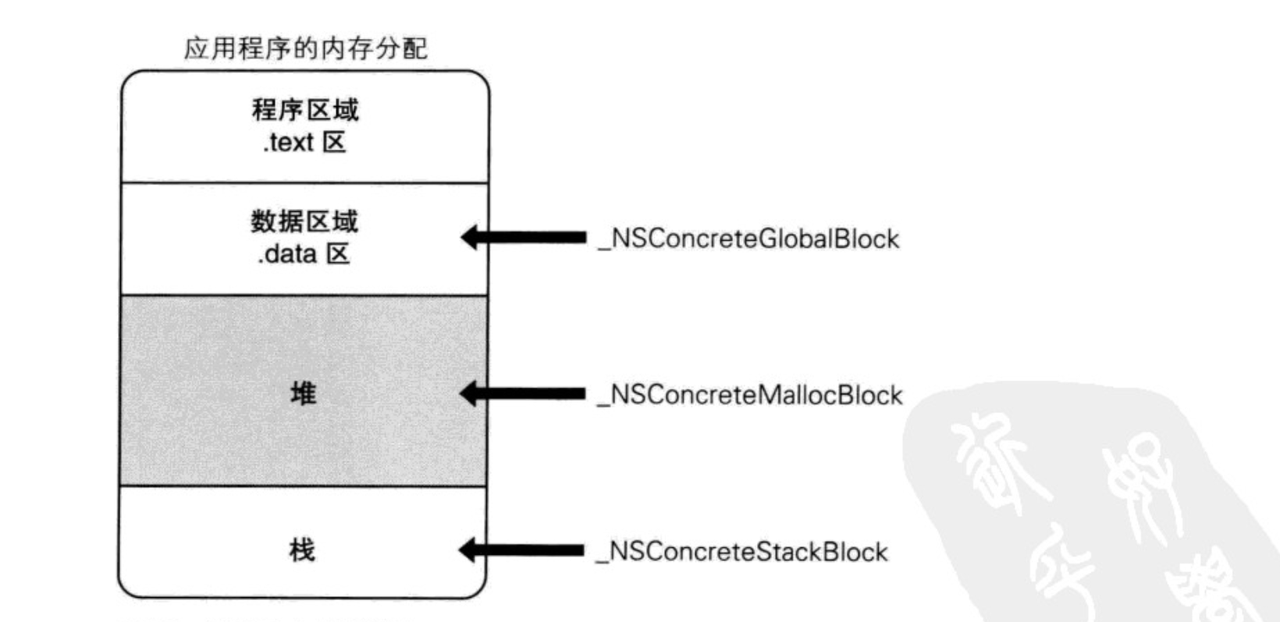 应用程序的内存分配
程序区域
.text 区
数据区域
.data 区
_NSConcreteGlobalBlock
堆
_NSConcreteMallocBlock
栈
_NSConcreteStackBlock